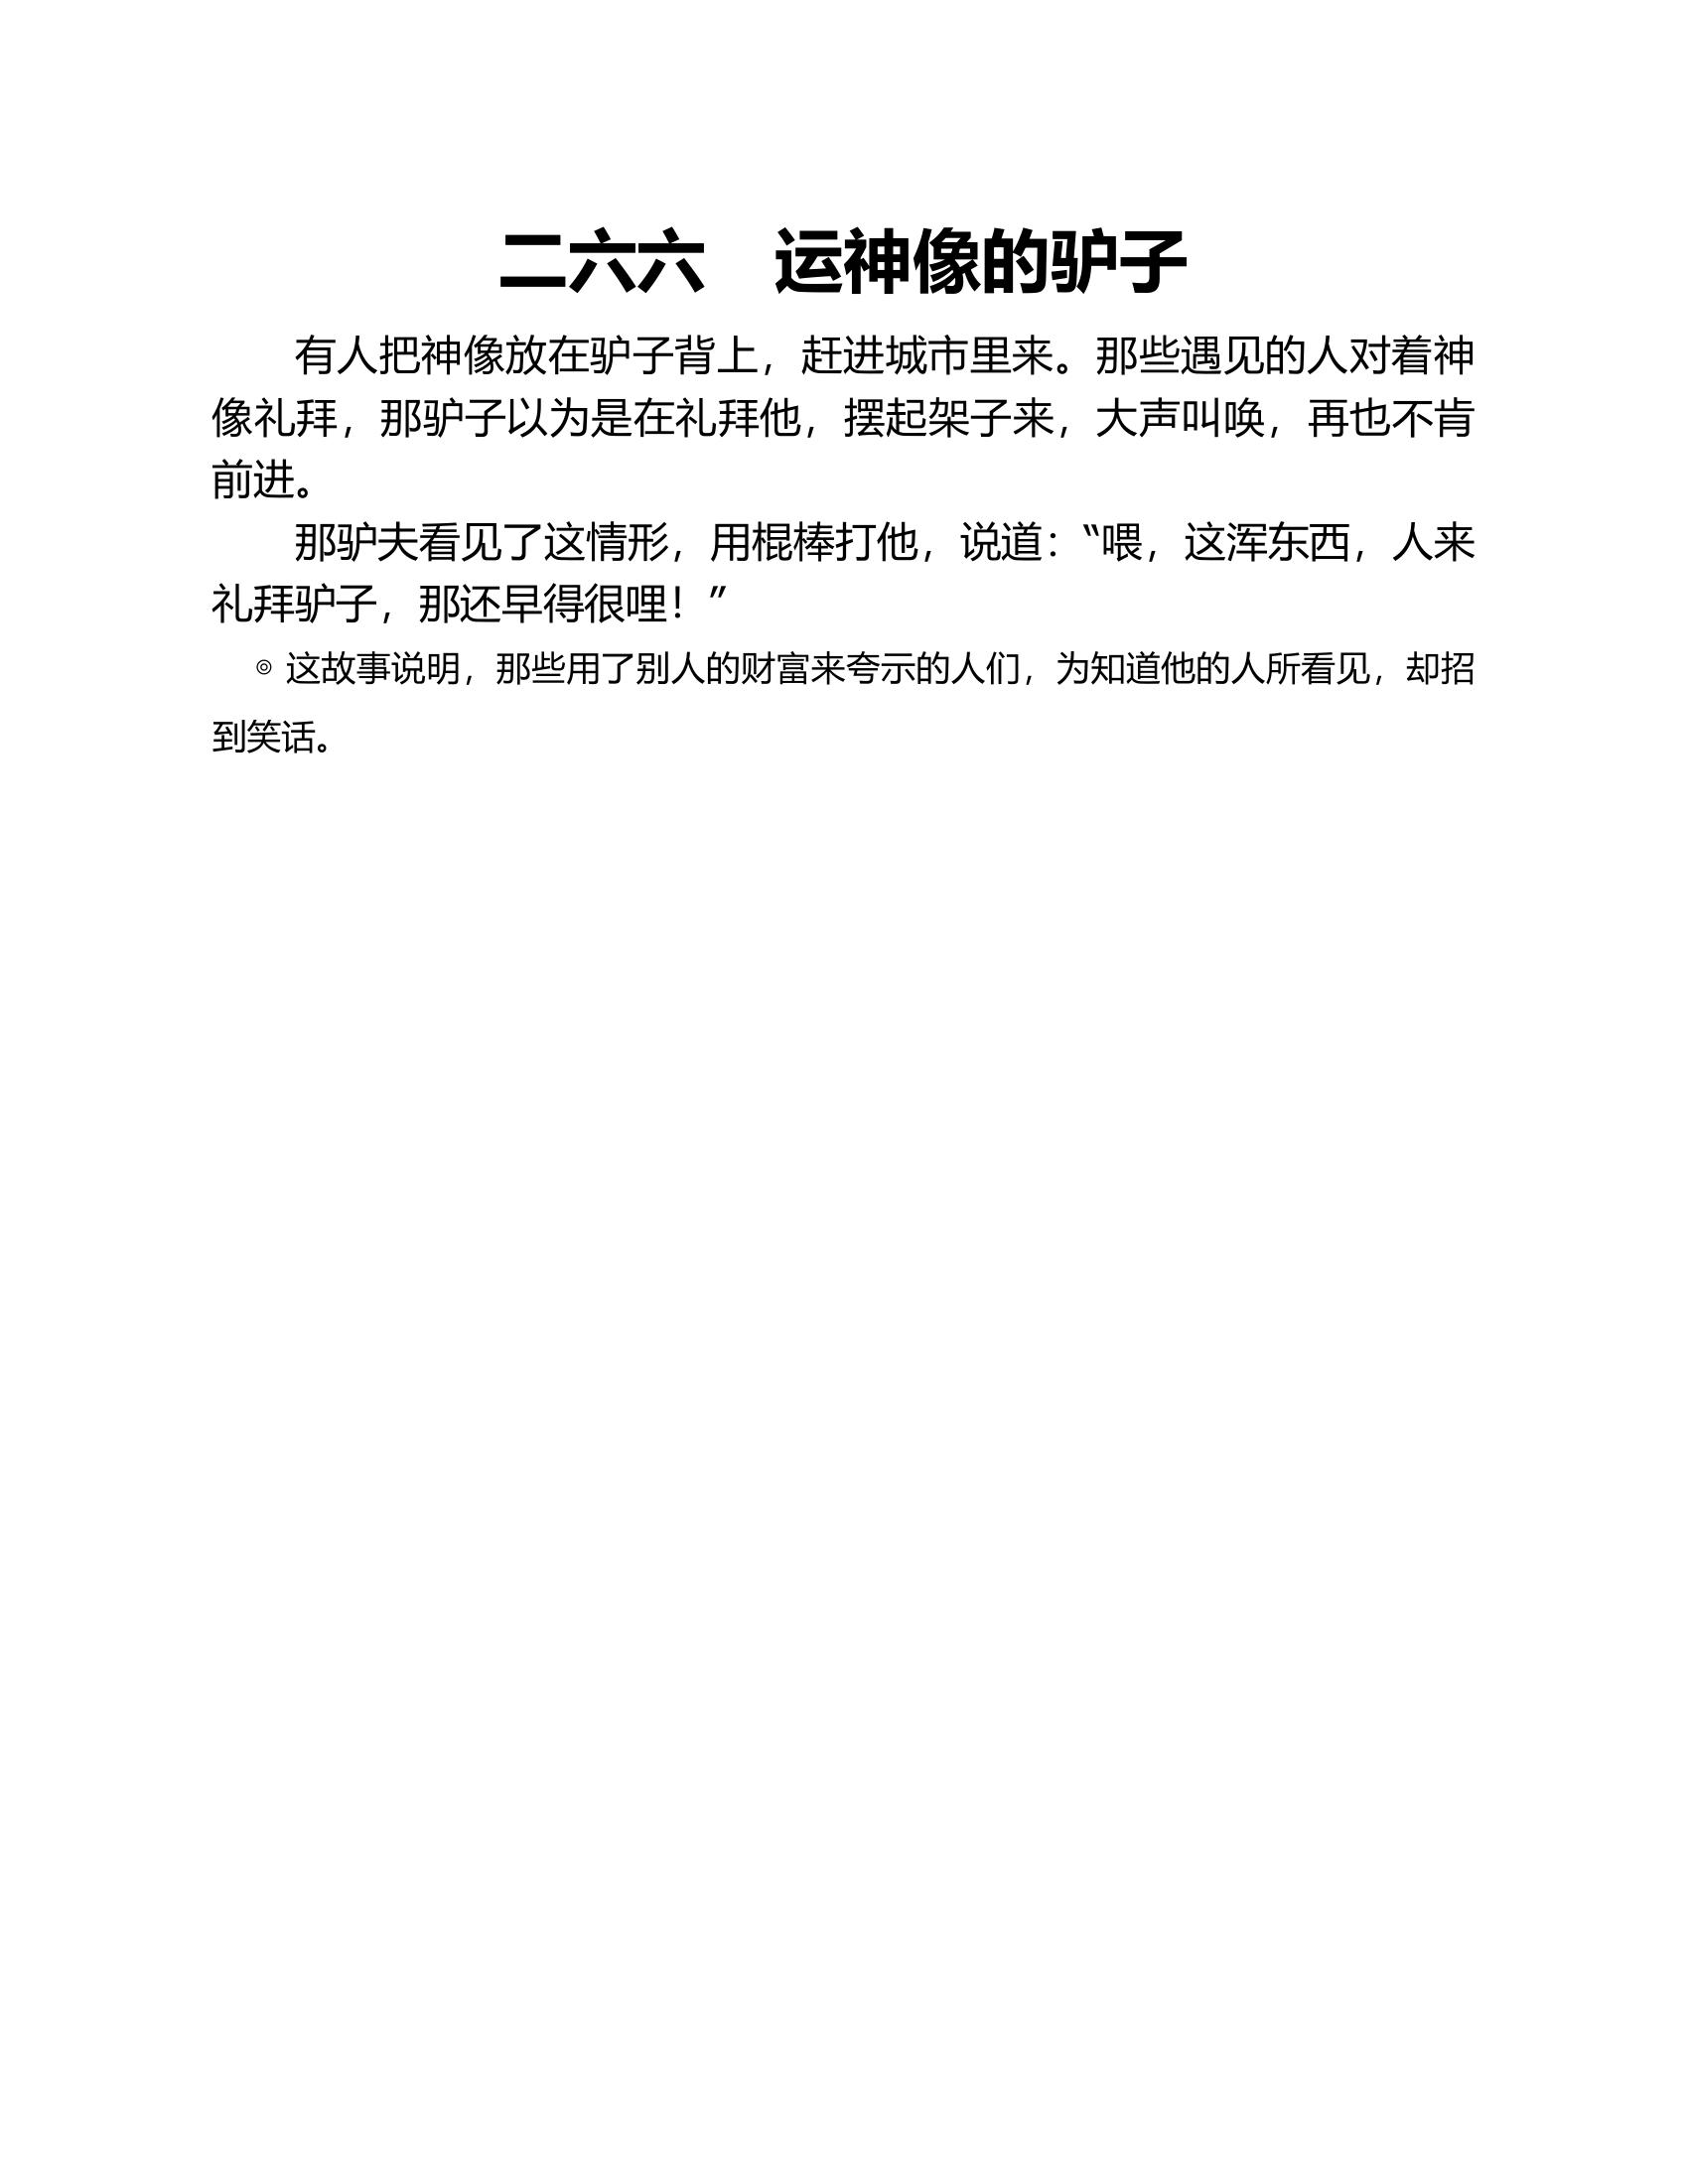 二六六　运神像的驴子
有人把神像放在驴子背上，赶进城市里来。那些遇见的人对着神
像礼拜，那驴子以为是在礼拜他，摆起架子来，大声叫唤，再也不肯
前进。
那驴夫看见了这情形，用棍棒打他，说道：“喂，这浑东西，人来
礼拜驴子，那还早得很哩！”
◎ 这故事说明，那些用了别人的财富来夸示的人们，为知道他的人所看见，却招
到笑话。